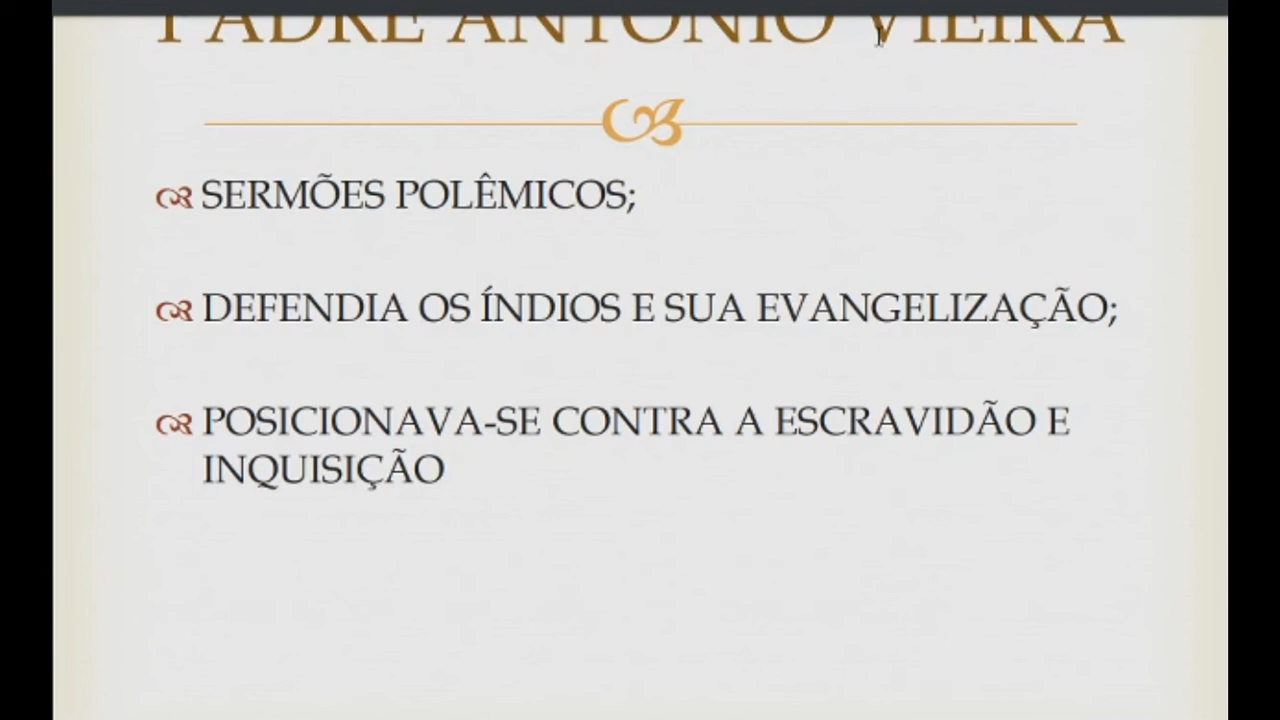 PADRE ANTÔNIO VIEIRA
SERMÕES POLÊMICOS;
DEFENDIA OS ÍNDIOS E SUA EVANGELIZAÇÃO;
POSICIONAVA-SE CONTRA A ESCRAVIDÃO E
INQUISIÇÃO